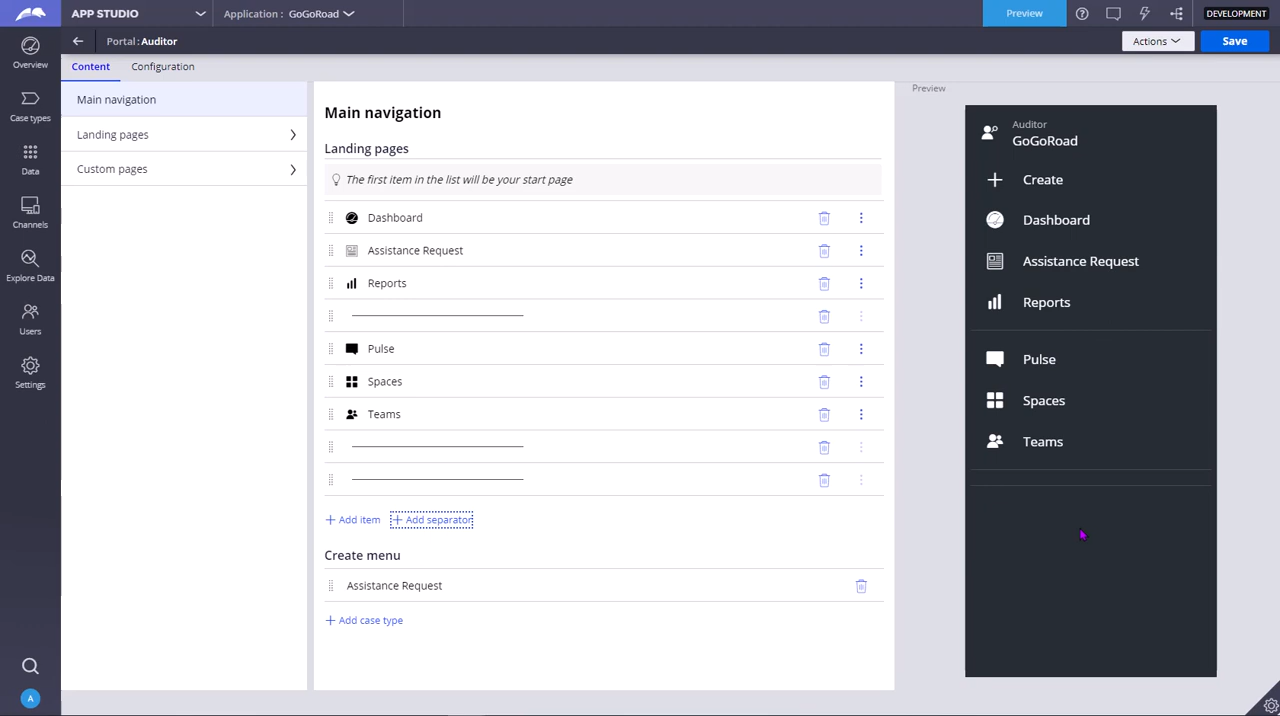 APP STUDIO
Application : GoGoRoad
Preview
DEVELOPMENT
Portal : Auditor
Actions
Save
Overview
Case types
Data
Channels
Explore Data
Users
Settings
A
Content
Configuration
Main navigation
Landing pages
Custom pages
Main navigation
Landing pages
The first item in the list will be your start page
Dashboard
Assistance Request
Reports
Pulse
Spaces
Teams
+ Add item
+ Add separator
Create menu
Assistance Request
+ Add case type
Preview
Auditor
GoGoRoad
Create
Dashboard
Assistance Request
Reports
Pulse
Spaces
Teams